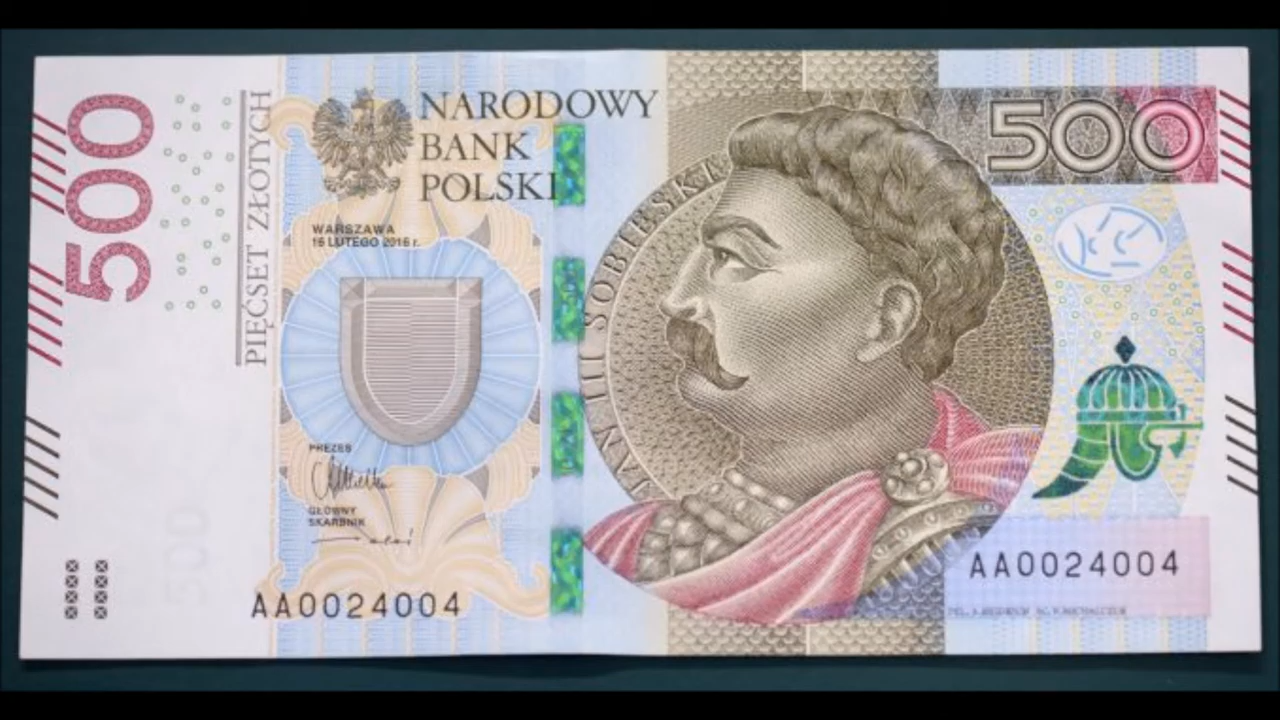 500
PIĘĆSET ZŁOTYCH
NARODOWY
BANK
POLSKI
WARSZAWA
16 LUTEGO 2016 r.
PREZES
GŁÓWNY
SKARBNIK
AA0024004
JAN III SOBIESKI
500
AA0024004